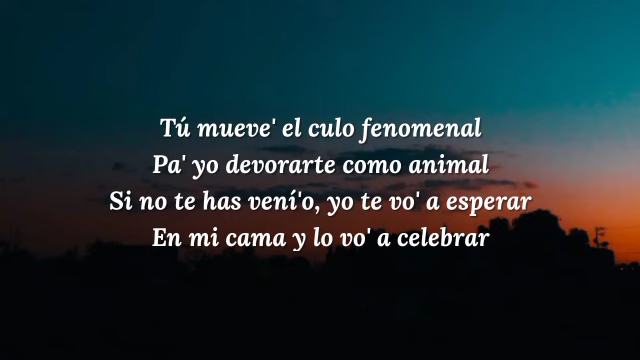 Tú mueve' el culo fenomenal
Pa' yo devorarte como animal
Si no te has vení'o, yo te vo' a esperar
En mi cama y lo vo' a celebrar